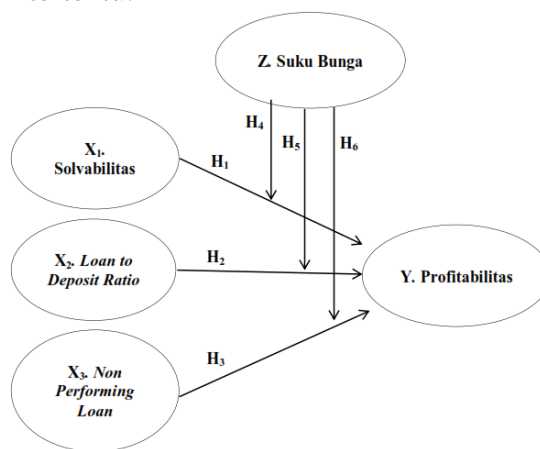 Z. Suku Bunga
H₄
H₅
H₆
X₁.
Solvabilitas
H₁
X₂. Loan to
Deposit Ratio
H₂
Y. Profitabilitas
H₃
X₃. Non
Performing
Loan